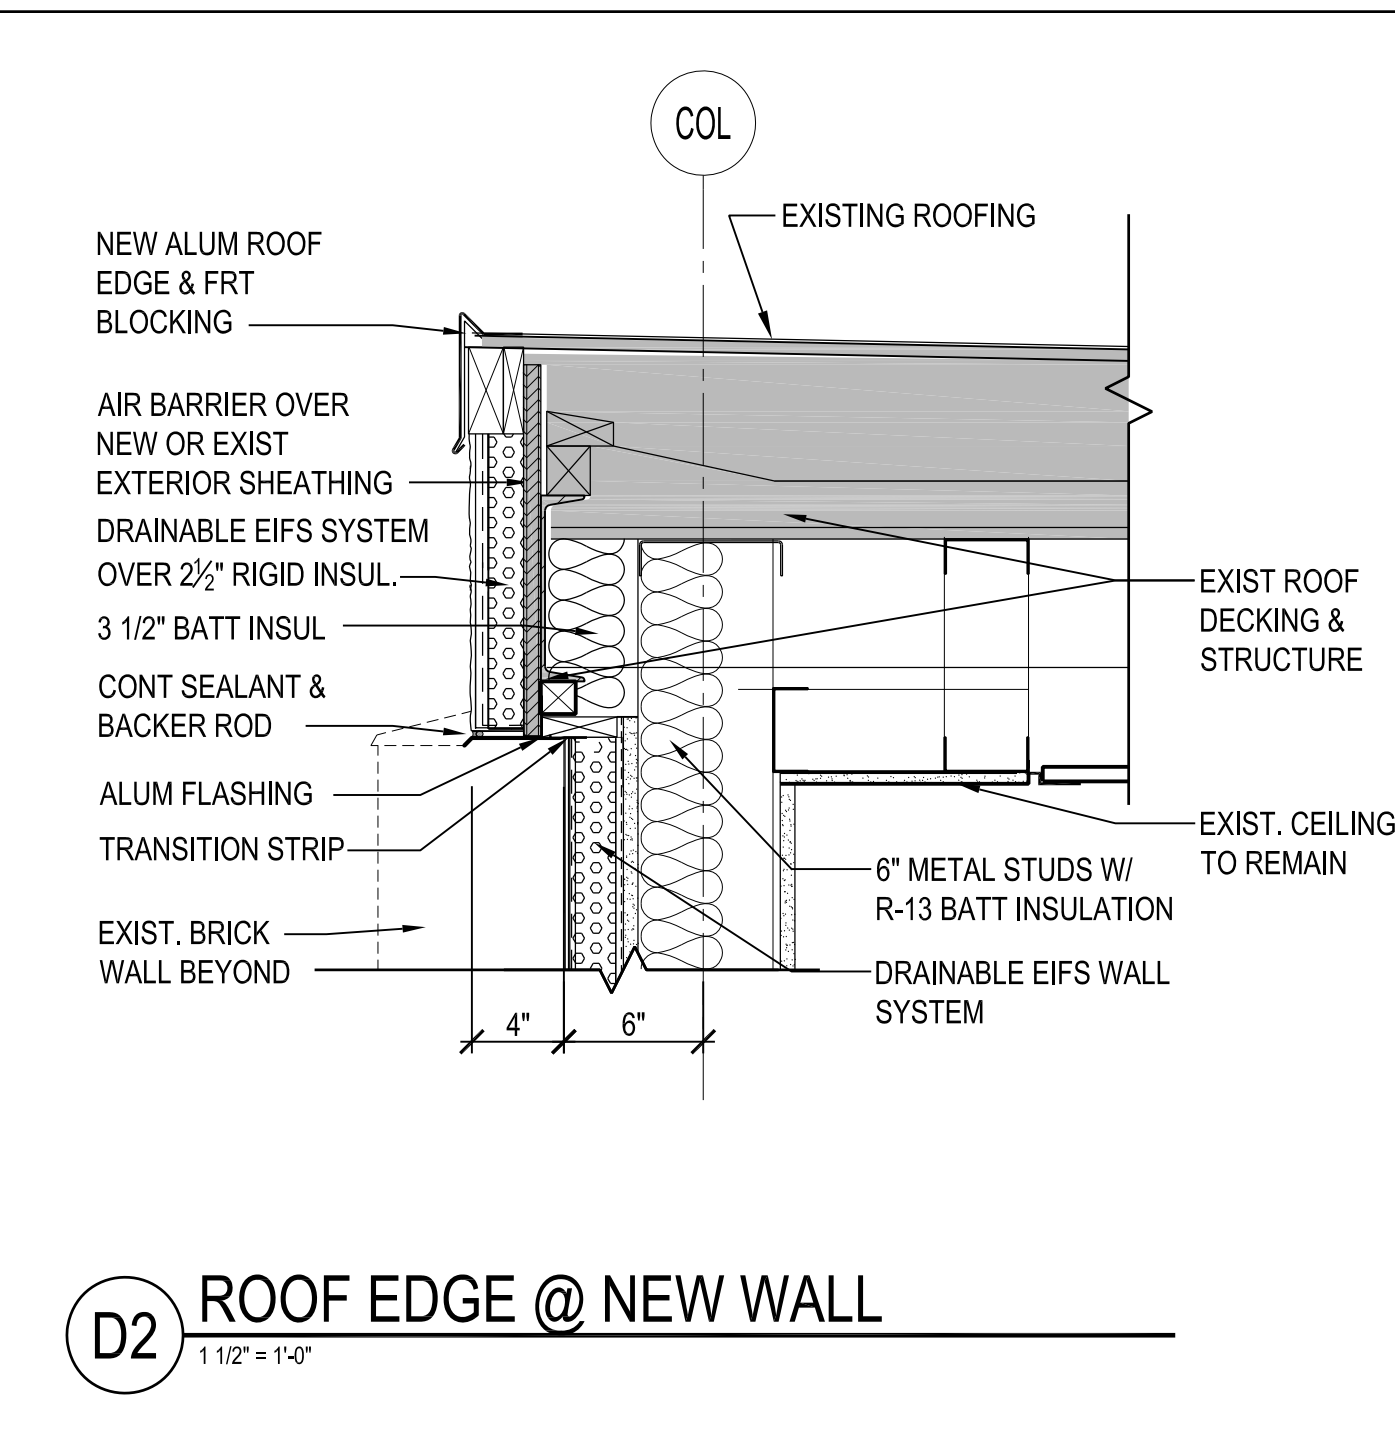 COL
EXISTING ROOFING
NEW ALUM ROOF
EDGE & FRT
BLOCKING
AIR BARRIER OVER
NEW OR EXIST
EXTERIOR SHEATHING
DRAINABLE EIFS SYSTEM
OVER 2½" RIGID INSUL.
3 1/2" BATT INSUL
CONT SEALANT &
BACKER ROD
ALUM FLASHING
TRANSITION STRIP
EXIST. BRICK
WALL BEYOND
EXIST ROOF
DECKING &
STRUCTURE
EXIST. CEILING
TO REMAIN
6" METAL STUDS W/
R-13 BATT INSULATION
DRAINABLE EIFS WALL
SYSTEM
4"
6"
D2
ROOF EDGE @ NEW WALL
1 1/2" = 1'-0"